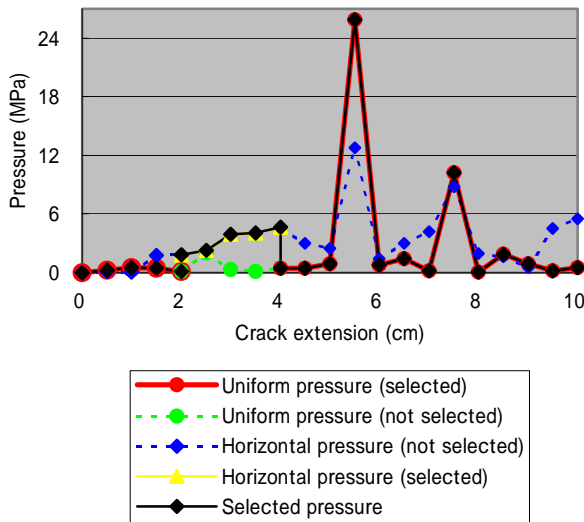 24
18
12
6
0
Pressure (MPa)
0 2 4 6 8 10
Crack extension (cm)
Uniform pressure (selected)
Uniform pressure (not selected)
Horizontal pressure (not selected)
Horizontal pressure (selected)
Selected pressure